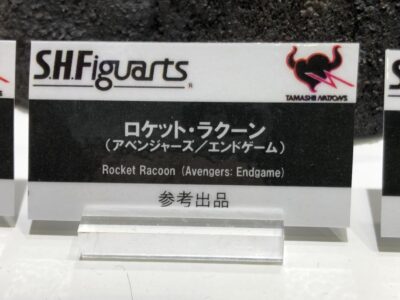 S.H.Figuarts
TAMASHII NATIONS
ロケット・ラクーン
(アベンジャーズ/エンドゲーム)
Rocket Racoon (Avengers: Endgame)
参考出品